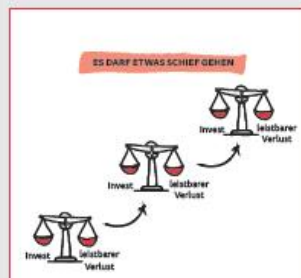 ES DARF ETWAS SCHIEF GEHEN
Invest leistbarer
Verlust
Invest leistbarer
Verlust
Invest leistbarer
Verlust